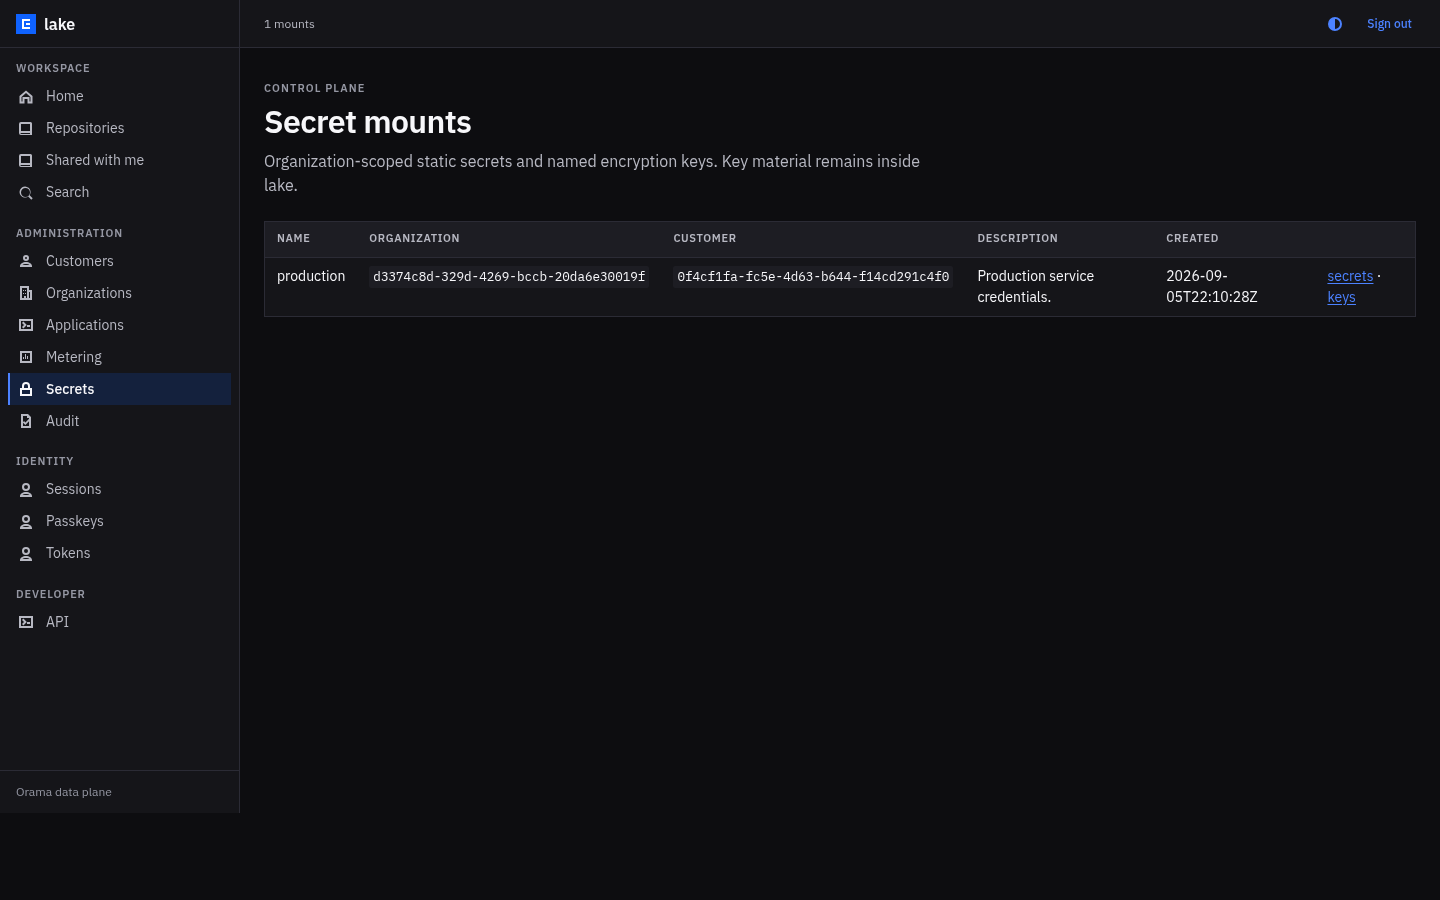 lake
1 mounts
Sign out
WORKSPACE
Home
Repositories
Shared with me
Search
ADMINISTRATION
Customers
Organizations
Applications
Metering
Secrets
Audit
IDENTITY
Sessions
Passkeys
Tokens
DEVELOPER
API
Orama data plane
CONTROL PLANE
Secret mounts
Organization-scoped static secrets and named encryption keys. Key material remains inside
lake.
NAME ORGANIZATION CUSTOMER DESCRIPTION CREATED
production d3374c8d-329d-4269-bccb-20da6e30019f 0f4cf1fa-fc5e-4d63-b644-f14cd291c4f0 Production service 2026-09- secrets ·
credentials. 05T22:10:28Z keys